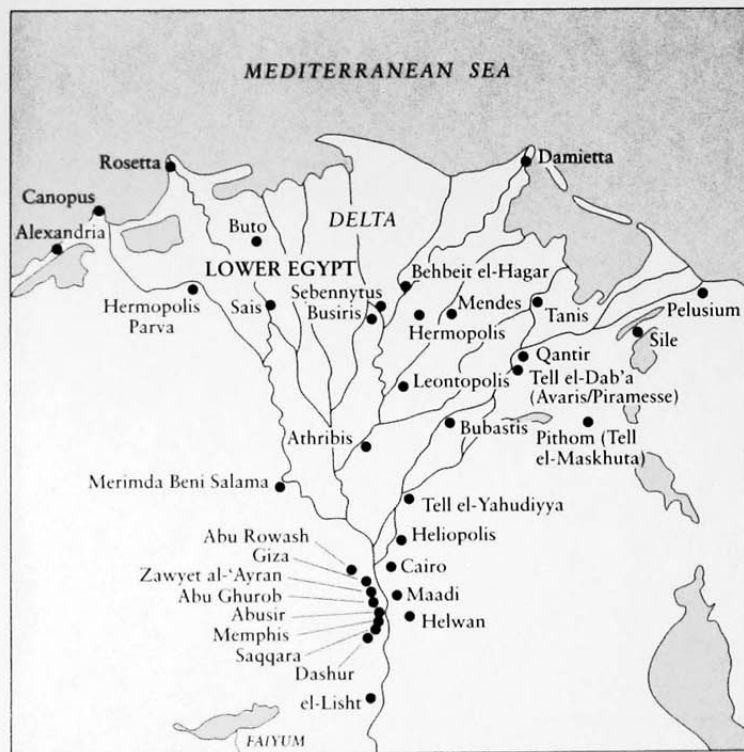 MEDITERRANEAN SEA
Rosetta
Damietta
Canopus
Alexandria
Buto
DELTA
LOWER EGYPT
Behbeit el-Hagar
Hermopolis
Parva
Sais
Sebennytus
Busiris
Mendes
Hermopolis
Tanis
Pelusium
Sile
Qantir
Leontopolis
Tell el-Dab'a
(Avaris/Piramesse)
Athribis
Bubastis
Pithom (Tell
el-Maskhuta)
Merimda Beni Salama
Tell el-Yahudiyya
Abu Rowash
Heliopolis
Giza
Cairo
Zawyet al-'Ayran
Abu Ghurob
Maadi
Abusir
Helwan
Memphis
Saqqara
Dashur
el-Lisht
FAIYUM